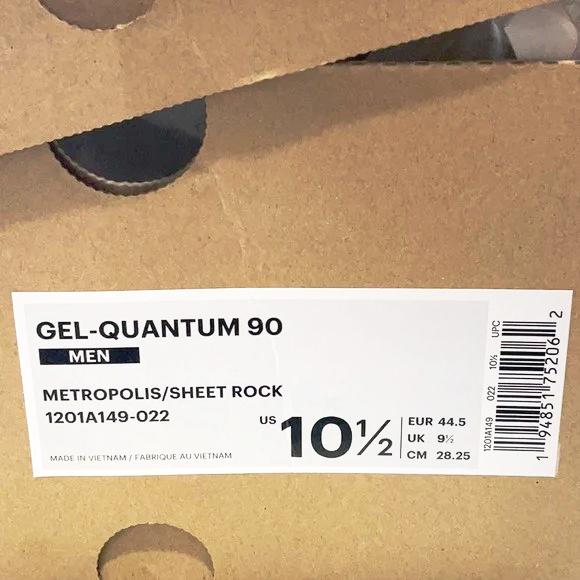 GEL-QUANTUM 90
MEN
METROPOLIS/SHEET ROCK
1201A149-022
US 10½
EUR 44.5
UK 9½
CM 28.25
MADE IN VIETNAM / FABRIQUE AU VIETNAM
1201A149 022 10½ UPC
1 94851 75206 2